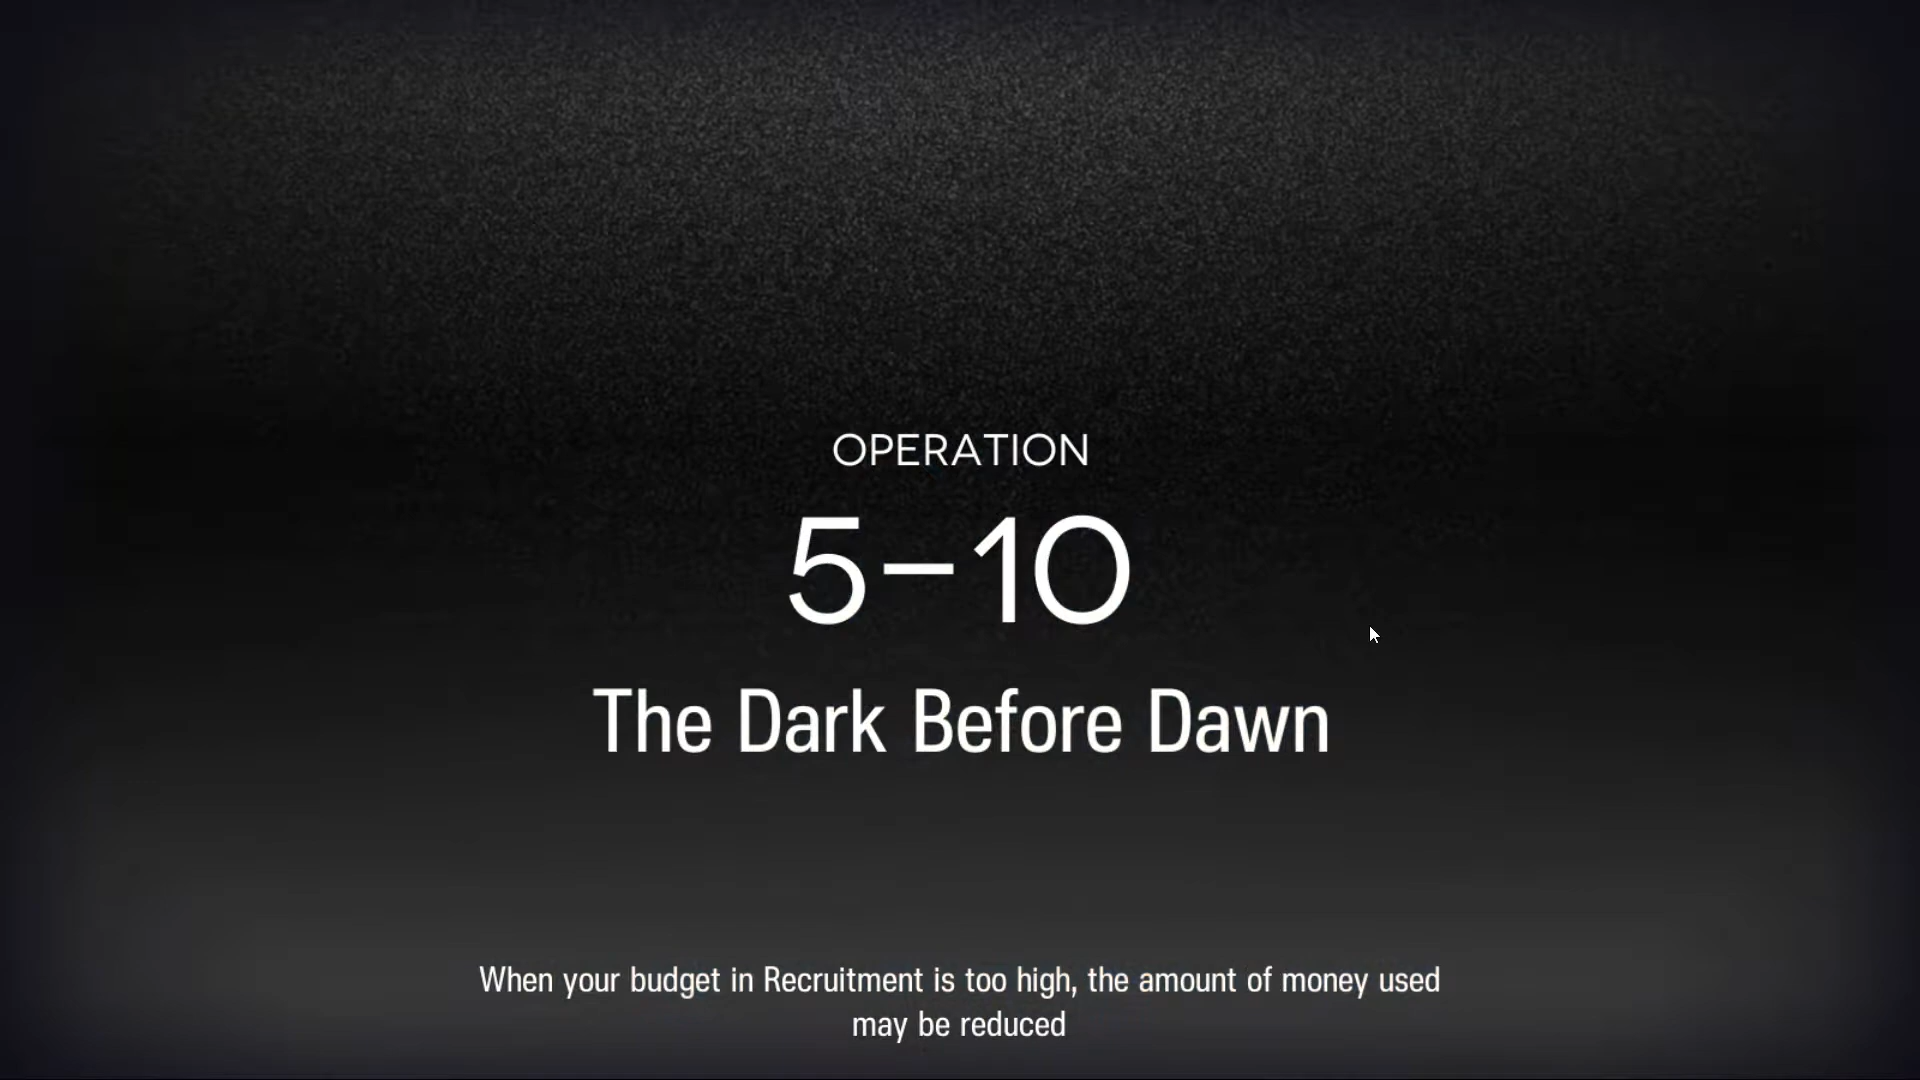 OPERATION
5-10
The Dark Before Dawn
When your budget in Recruitment is too high, the amount of money used
may be reduced